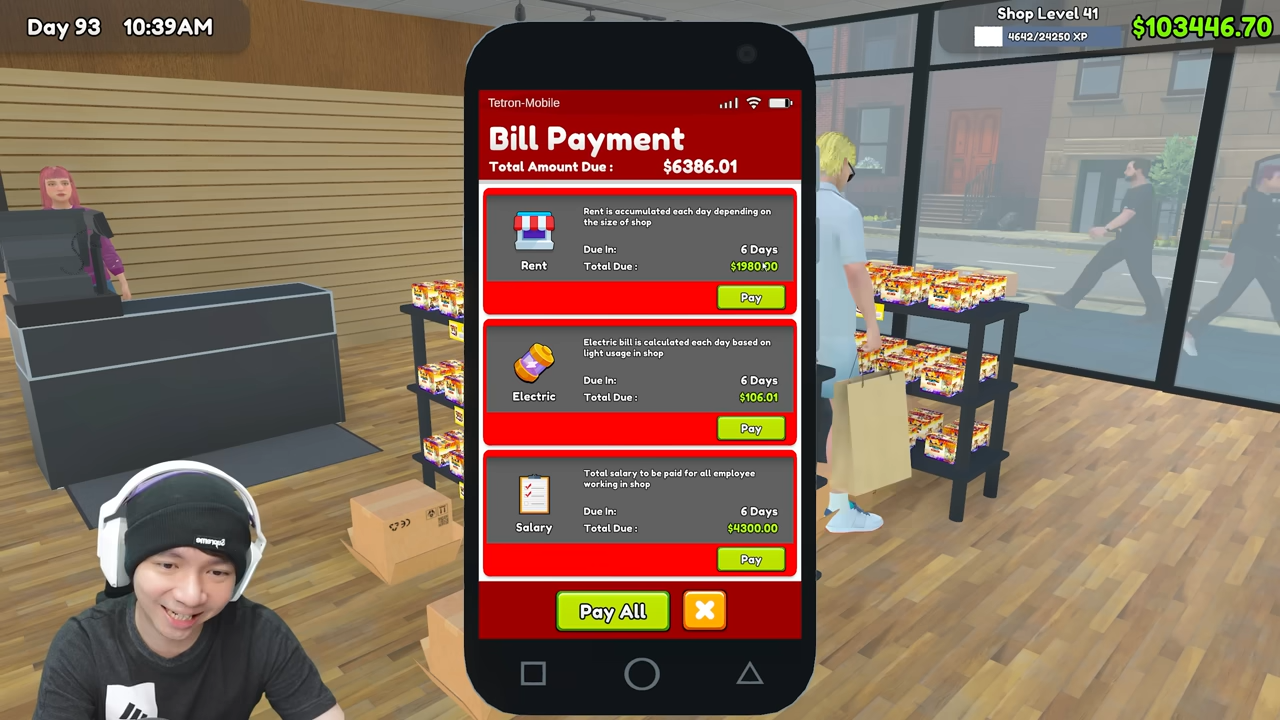 Day 93 10:39AM
Shop Level 41
4642/24250 XP
$103446.70
Tetron-Mobile
Bill Payment
Total Amount Due : $6386.01
Rent is accumulated each day depending on
the size of shop
Due In: 6 Days
Total Due : $1980.00
Rent
Pay
Electric bill is calculated each day based on
light usage in shop
Due In: 6 Days
Total Due : $106.01
Electric
Pay
Total salary to be paid for all employee
working in shop
Due In: 6 Days
Total Due : $4300.00
Salary
Pay
Pay All